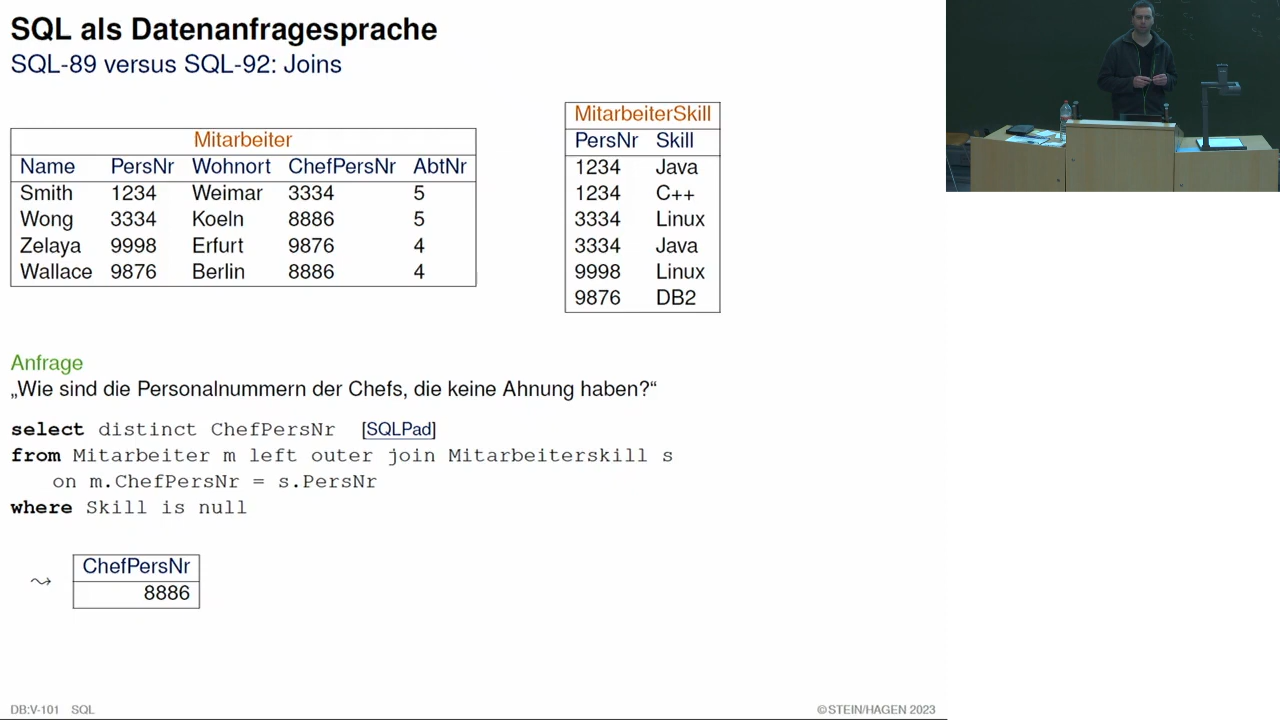 SQL als Datenanfragesprache
SQL-89 versus SQL-92: Joins
Mitarbeiter
Name PersNr Wohnort ChefPersNr AbtNr
Smith 1234 Weimar 3334 5
Wong 3334 Koeln 8886 5
Zelaya 9998 Erfurt 9876 4
Wallace 9876 Berlin 8886 4
MitarbeiterSkill
PersNr Skill
1234 Java
1234 C++
3334 Linux
3334 Java
9998 Linux
9876 DB2
Anfrage
„Wie sind die Personalnummern der Chefs, die keine Ahnung haben?“
select distinct ChefPersNr [SQLPad]
from Mitarbeiter m left outer join Mitarbeiterskill s
on m.ChefPersNr = s.PersNr
where Skill is null
⤳ ChefPersNr
8886
DB:V-101 SQL
©STEIN/HAGEN 2023